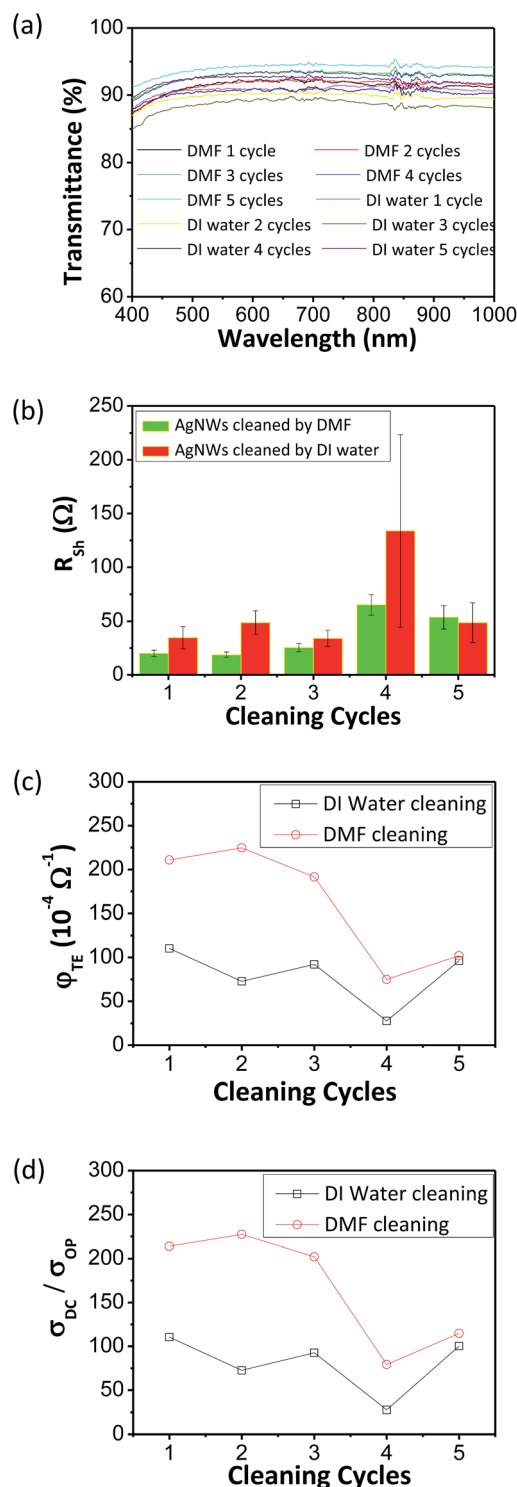 (a)
100
90
80
70
60
Transmittance (%)
DMF 1 cycle
DMF 2 cycles
DMF 3 cycles
DMF 4 cycles
DMF 5 cycles
DI water 1 cycle
DI water 2 cycles
DI water 3 cycles
DI water 4 cycles
DI water 5 cycles
400 500 600 700 800 900 1000
Wavelength (nm)
(b)
250
200
150
100
50
0
R_Sh (Ω)
AgNWs cleaned by DMF
AgNWs cleaned by DI water
1 2 3 4 5
Cleaning Cycles
(c)
300
250
200
150
100
50
0
φ_TE (10⁻⁴ Ω⁻¹)
DI Water cleaning
DMF cleaning
1 2 3 4 5
Cleaning Cycles
(d)
300
250
200
150
100
50
0
σ_DC / σ_OP
DI Water cleaning
DMF cleaning
1 2 3 4 5
Cleaning Cycles